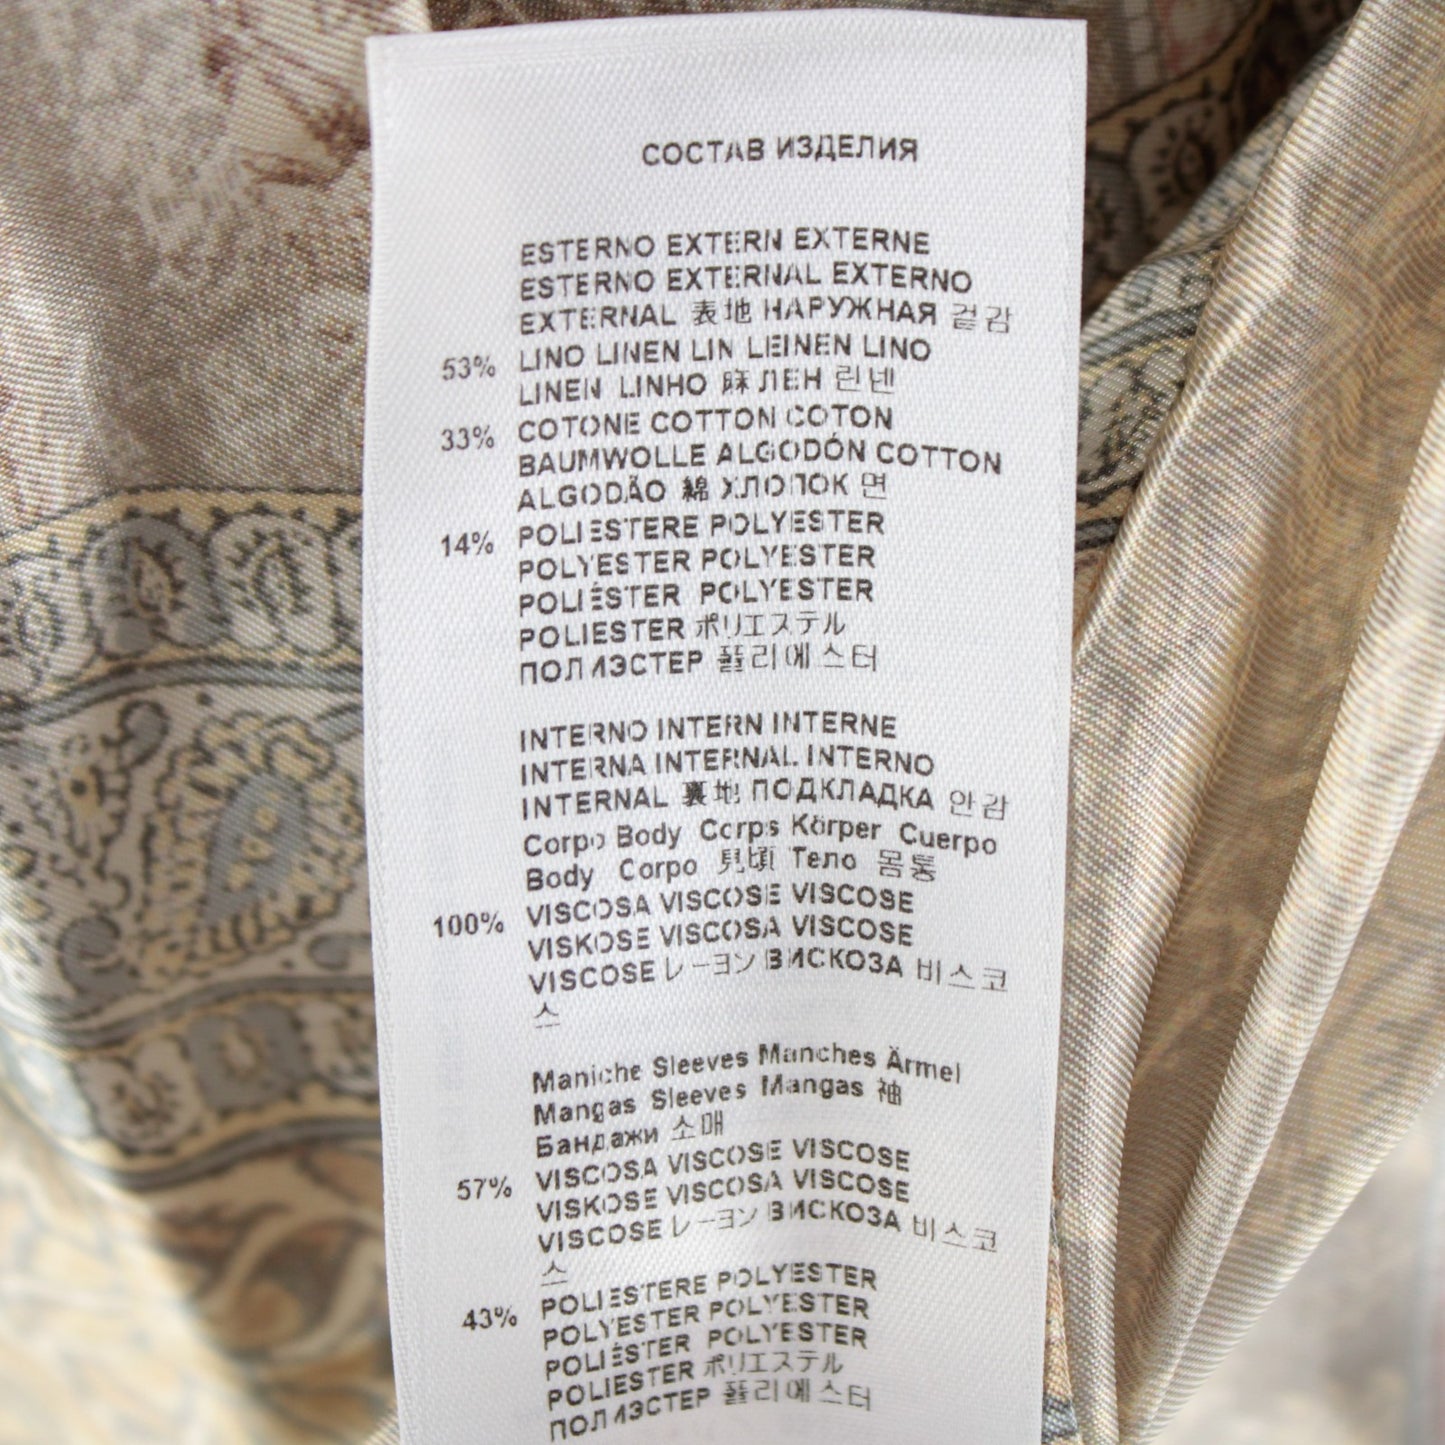 СОСТАВ ИЗДЕЛИЯ
ESTERNO EXTERN EXTERNE
ESTERNO EXTERNAL EXTERNO
EXTERNAL 表地 НАРУЖНАЯ 겉감
53% LINO LINEN LIN LEINEN LINO
LINEN LINHO 麻 ЛЕН 린넨
33% COTONE COTTON COTON
BAUMWOLLE ALGODÓN COTTON
ALGODÃO 綿 ХЛОПОК 면
14% POLIESTERE POLYESTER
POLYESTER POLYESTER
POLIÉSTER POLYESTER
POLIESTER ポリエステル
ПОЛИЭСТЕР 폴리에스터
INTERNO INTERN INTERNE
INTERNA INTERNAL INTERNO
INTERNAL 裏地 ПОДКЛАДКА 안감
Corpo Body Corps Körper Cuerpo
Body Corpo 見頃 Тело 몸통
100% VISCOSA VISCOSE VISCOSE
VISKOSE VISCOSA VISCOSE
VISCOSE レーヨン ВИСКОЗА 비스코
스
Maniche Sleeves Manches Ärmel
Mangas Sleeves Mangas 袖
Бандажи 소매
57% VISCOSA VISCOSE VISCOSE
VISKOSE VISCOSA VISCOSE
VISCOSE レーヨン ВИСКОЗА 비스코
스
43% POLIESTERE POLYESTER
POLYESTER POLYESTER
POLIÉSTER POLYESTER
POLIESTER ポリエステル
ПОЛИЭСТЕР 폴리에스터